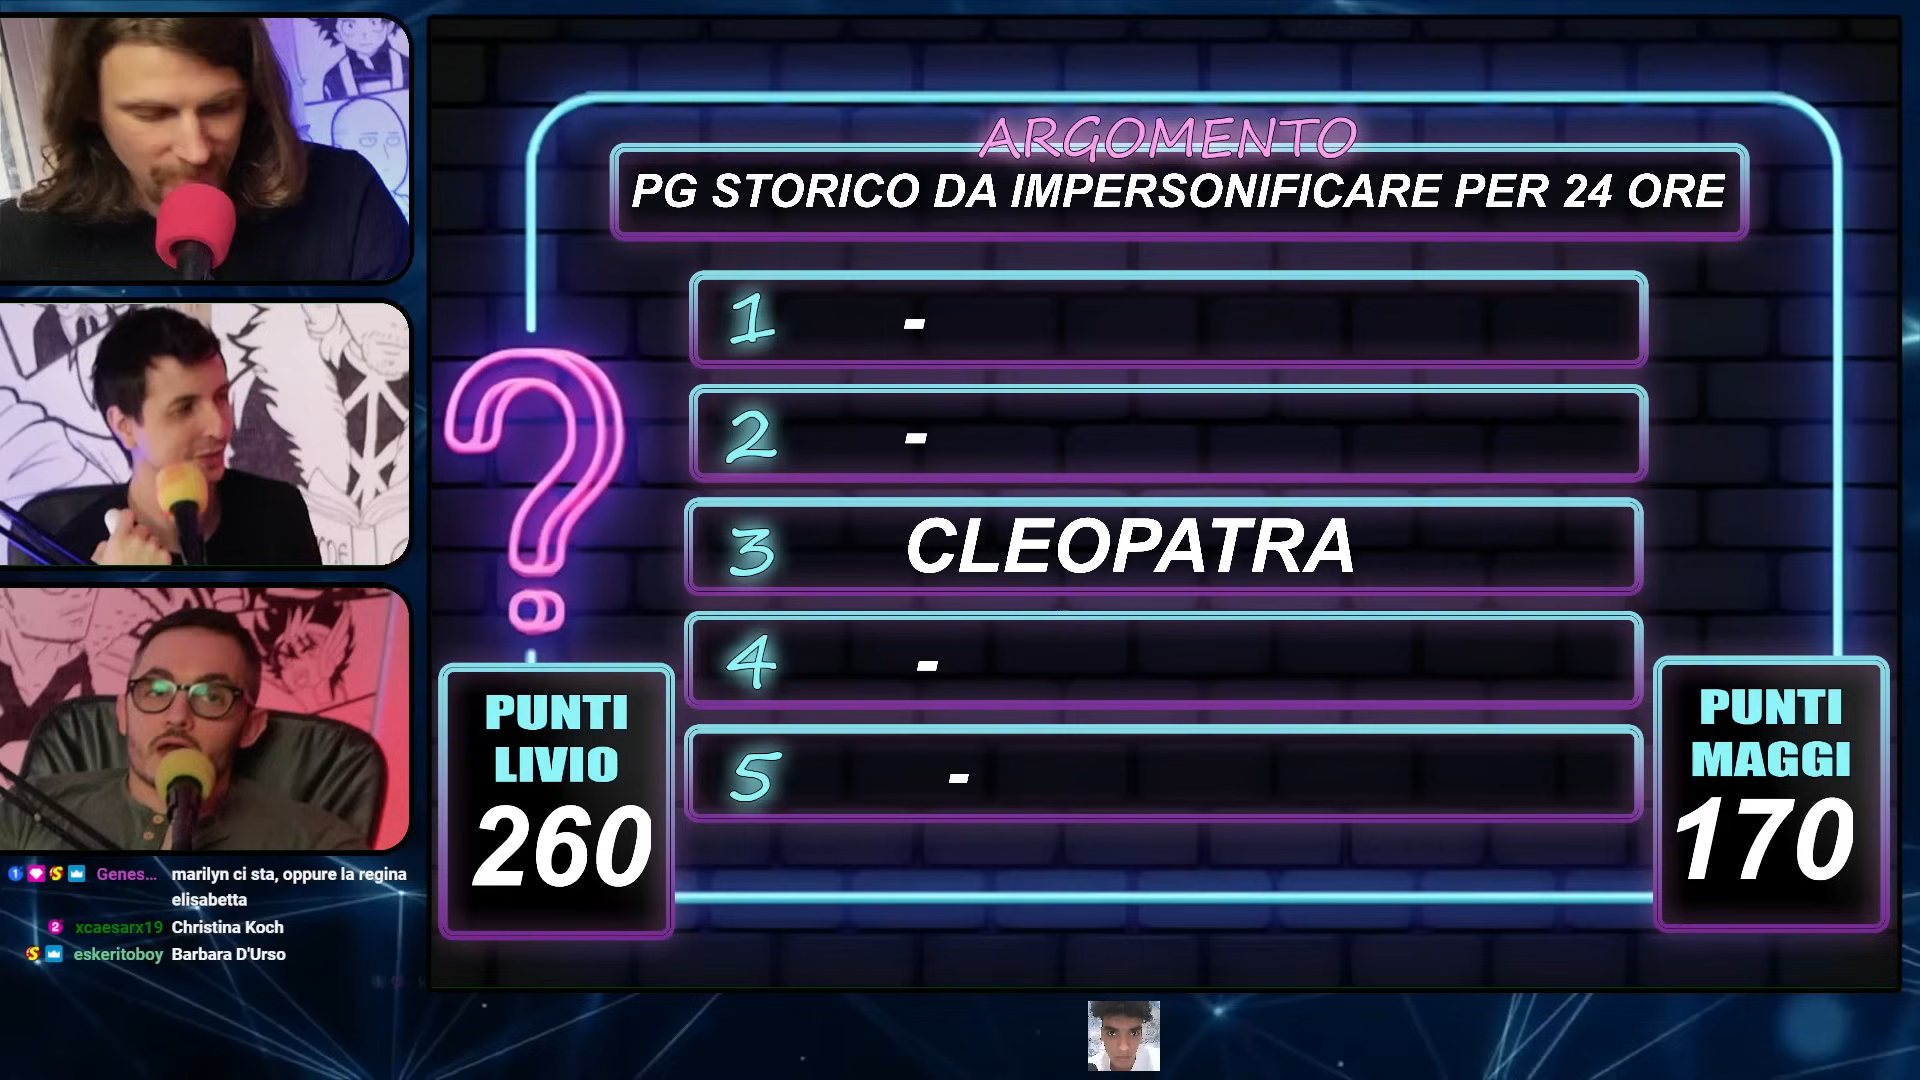 ARGOMENTO
PG STORICO DA IMPERSONIFICARE PER 24 ORE
1 -
2 -
3 CLEOPATRA
4 -
5 -
PUNTI
LIVIO
260
PUNTI
MAGGI
170
Genes... marilyn ci sta, oppure la regina
elisabetta
2 xcaesarx19 Christina Koch
eskeritoboy Barbara D'Urso